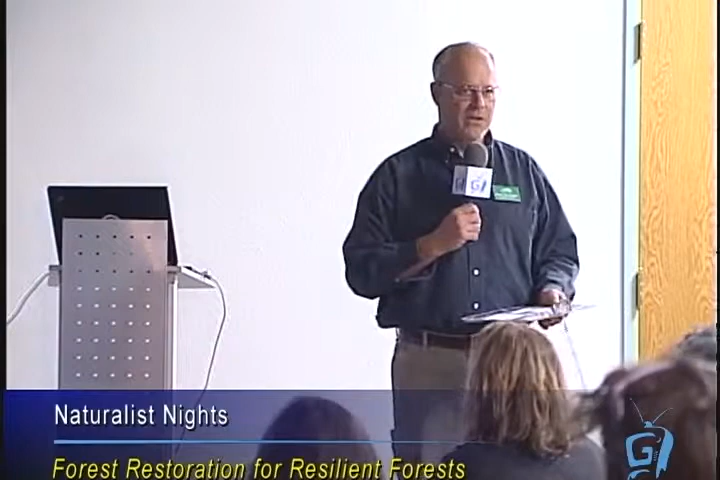 G
Naturalist Nights
Forest Restoration for Resilient Forests
G